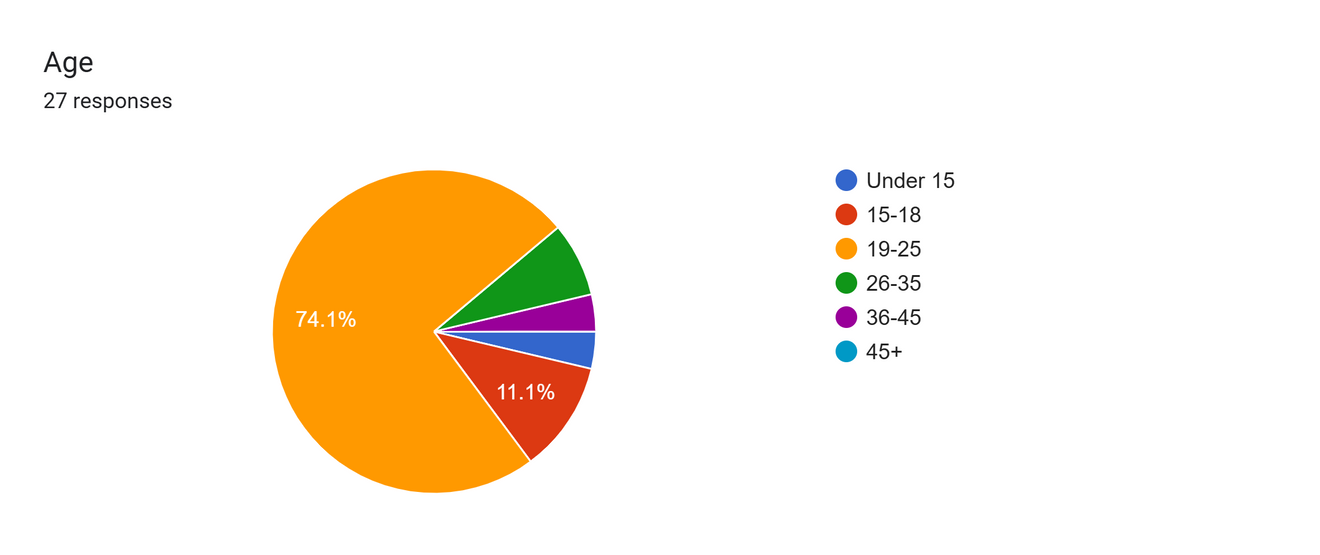 Age
27 responses
74.1%
11.1%
Under 15
15-18
19-25
26-35
36-45
45+